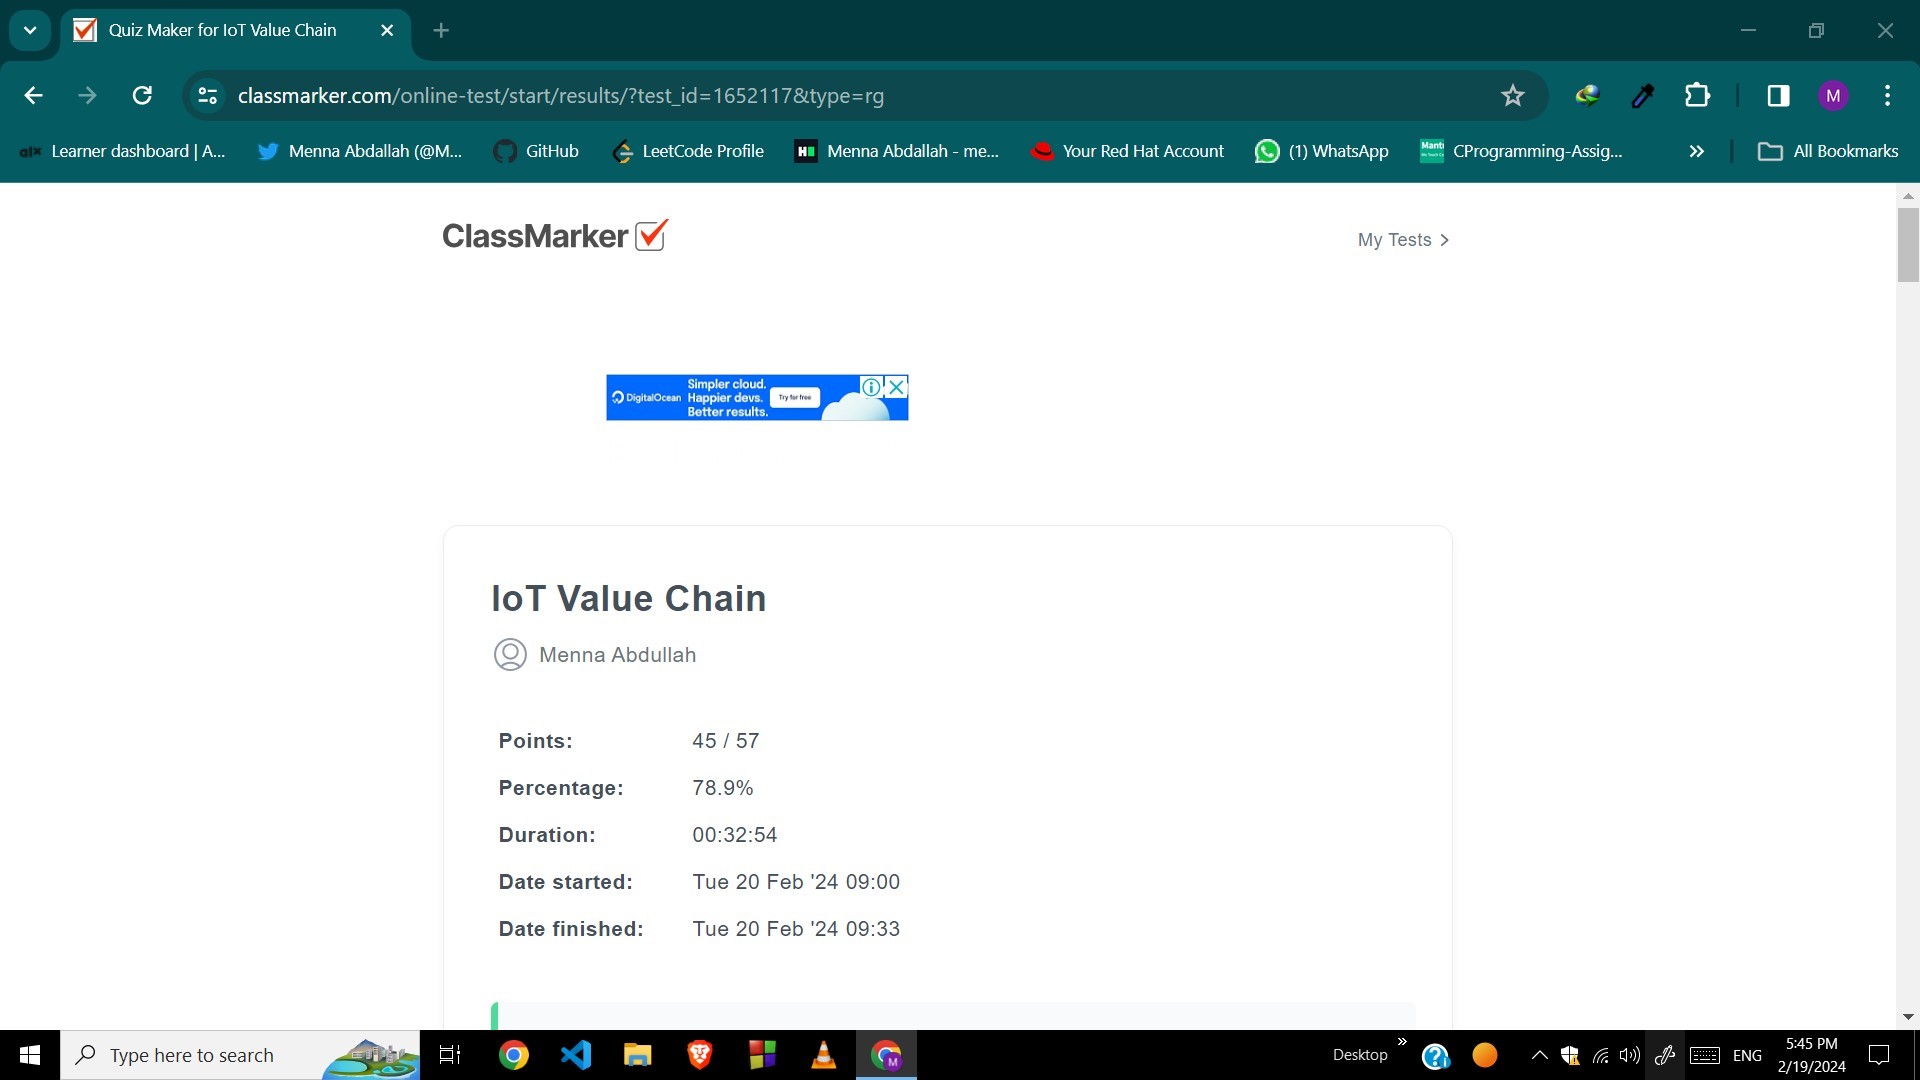 Quiz Maker for IoT Value Chain
classmarker.com/online-test/start/results/?test_id=1652117&type=rg
M
alx Learner dashboard | A...
Menna Abdallah (@M...
GitHub
LeetCode Profile
H Menna Abdallah - me...
Your Red Hat Account
(1) WhatsApp
CProgramming-Assig...
All Bookmarks
ClassMarker
My Tests
DigitalOcean
Simpler cloud.
Happier devs.
Better results.
Try for free
IoT Value Chain
Menna Abdullah
Points: 45 / 57
Percentage: 78.9%
Duration: 00:32:54
Date started: Tue 20 Feb '24 09:00
Date finished: Tue 20 Feb '24 09:33
Type here to search
M
Desktop
ENG
5:45 PM
2/19/2024